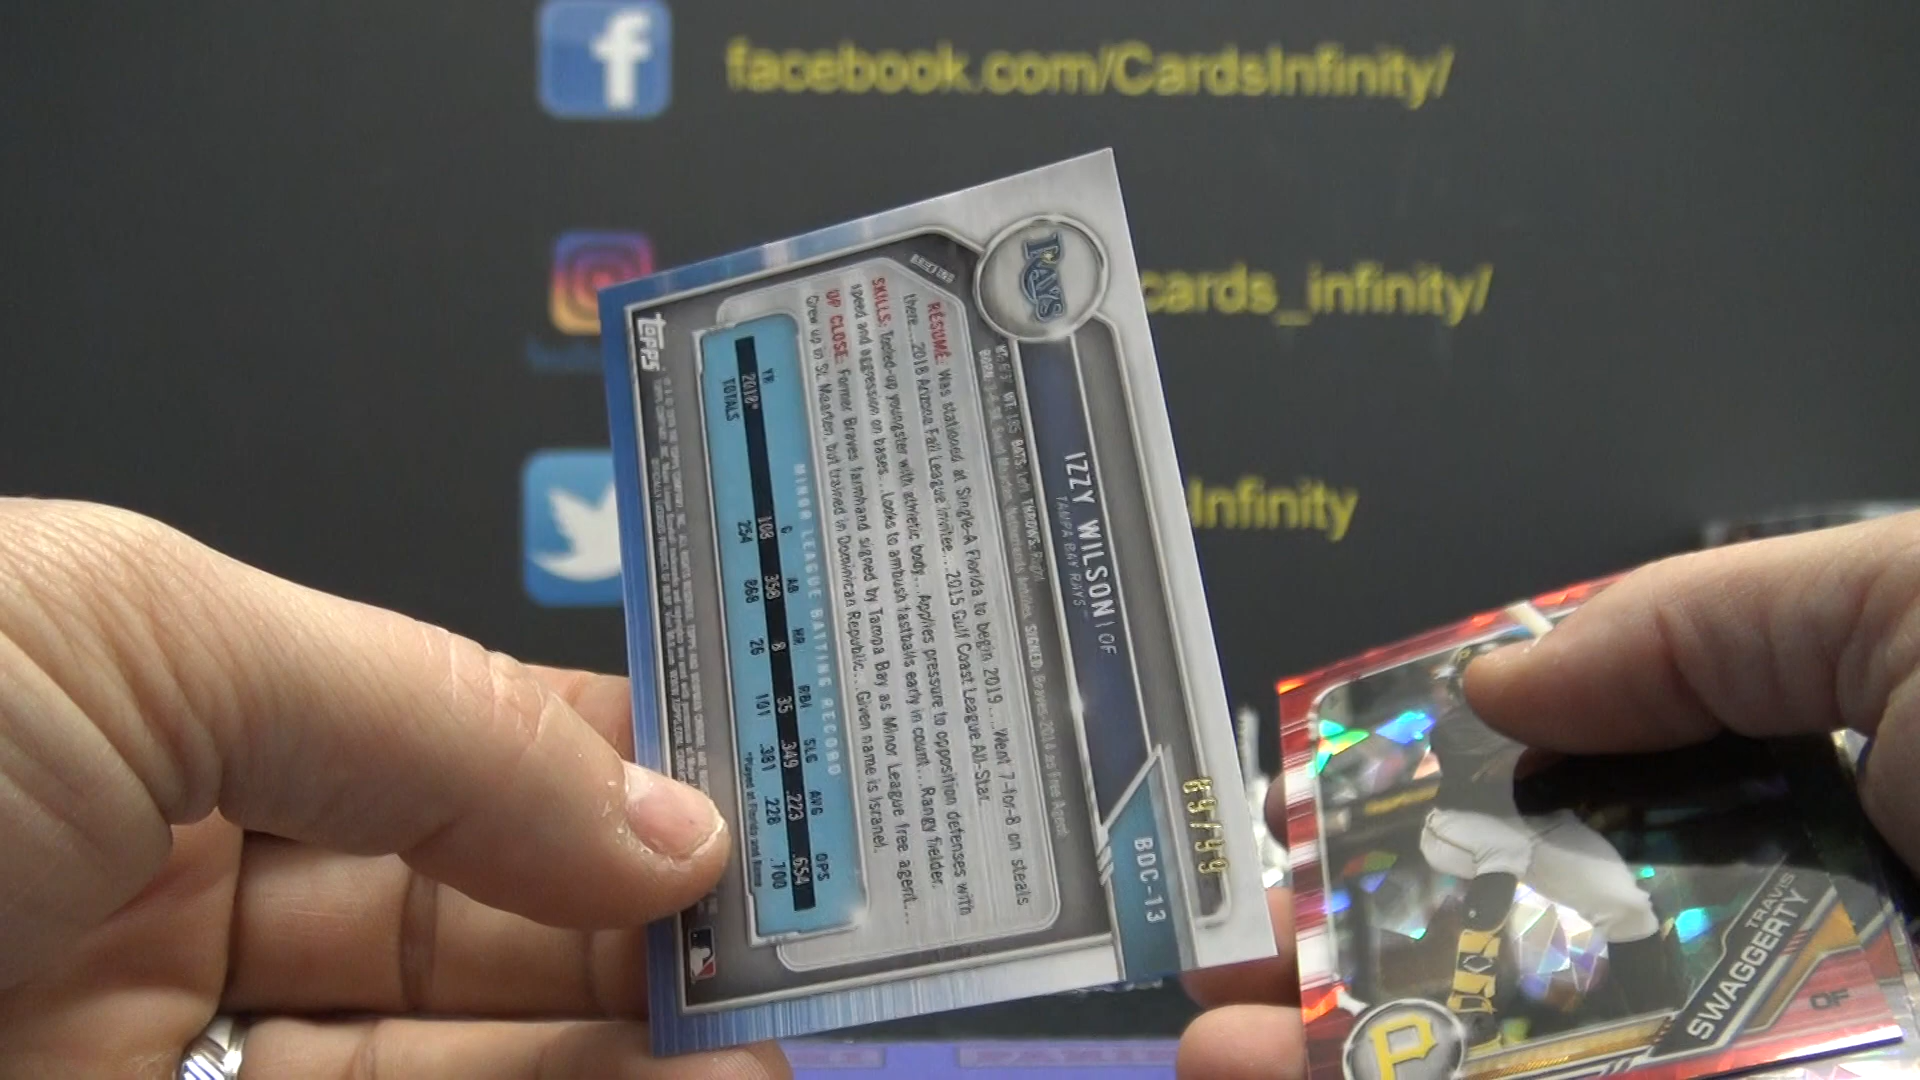 facebook.com/CardsInfinity/
cards_infinity/
Infinity
RAYS
IZZY WILSON | OF
TAMPA BAY RAYS
BDC-13
69/99
RÉSUMÉ: Was stationed at Single-A Florida to begin 2019....Went 7-for-8 on steals
there....2018 Arizona Fall League invitee....2015 Gulf Coast League All-Star.
SKILLS: Tooled-up youngster with athletic body...Applies pressure to opposition defenses with
speed and aggression on bases...Looks to ambush fastballs early in count...Rangy fielder.
UP CLOSE: Former Braves farmhand signed by Tampa Bay as Minor League free agent...
Grew up in St. Maarten, but trained in Dominican Republic...Given name is Isranel.
MINOR LEAGUE BATTING RECORD
YR G AB HR RBI SLG AVG OPS
2018* 108 358 8 35 .349 .223 .654
TOTALS 254 868 26 101 .381 .228 .700
*Played at Florida and Rome
topps
TRAVIS
SWAGGERTY
OF
P